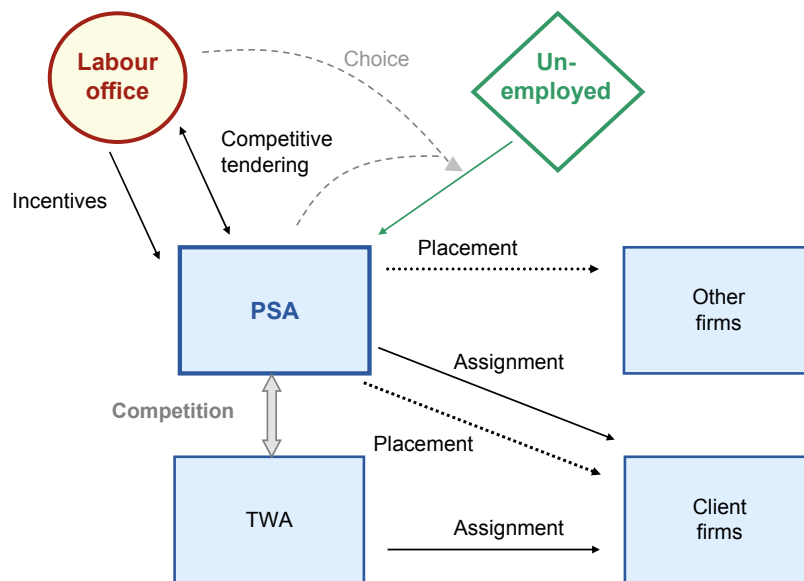 Labour
office
Choice
Un-
employed
Competitive
tendering
Incentives
Placement
PSA
Other
firms
Assignment
Competition
Placement
TWA
Client
firms
Assignment